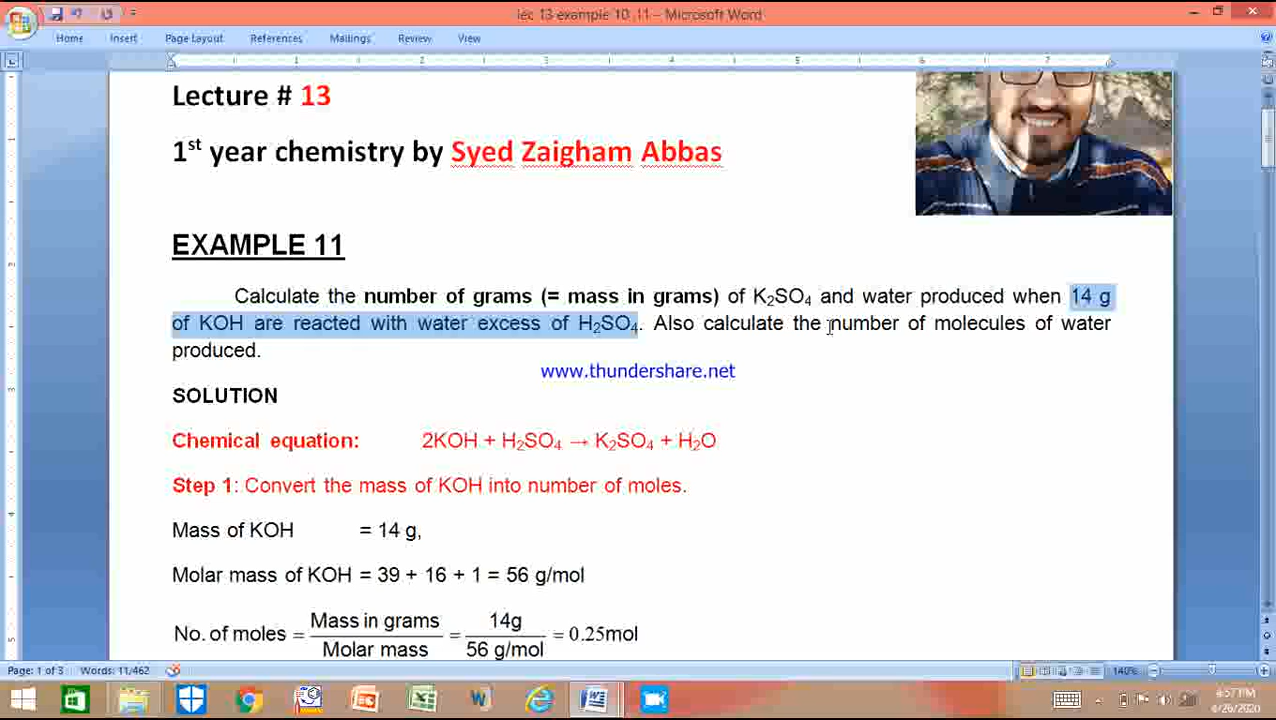 lec 13-example 10 ,11 – Microsoft Word
Home Insert Page Layout References Mailings Review View
Lecture # 13
1st year chemistry by Syed Zaigham Abbas
EXAMPLE 11
Calculate the number of grams (= mass in grams) of K₂SO₄ and water produced when 14 g
of KOH are reacted with water excess of H₂SO₄. Also calculate the number of molecules of water
produced.
www.thundershare.net
SOLUTION
Chemical equation: 2KOH + H₂SO₄ → K₂SO₄ + H₂O
Step 1: Convert the mass of KOH into number of moles.
Mass of KOH = 14 g,
Molar mass of KOH = 39 + 16 + 1 = 56 g/mol
No. of moles = Mass in grams / Molar mass = 14g / 56 g/mol = 0.25mol
Page: 1 of 3 Words: 11/462 140%
4:57 PM
4/26/2020